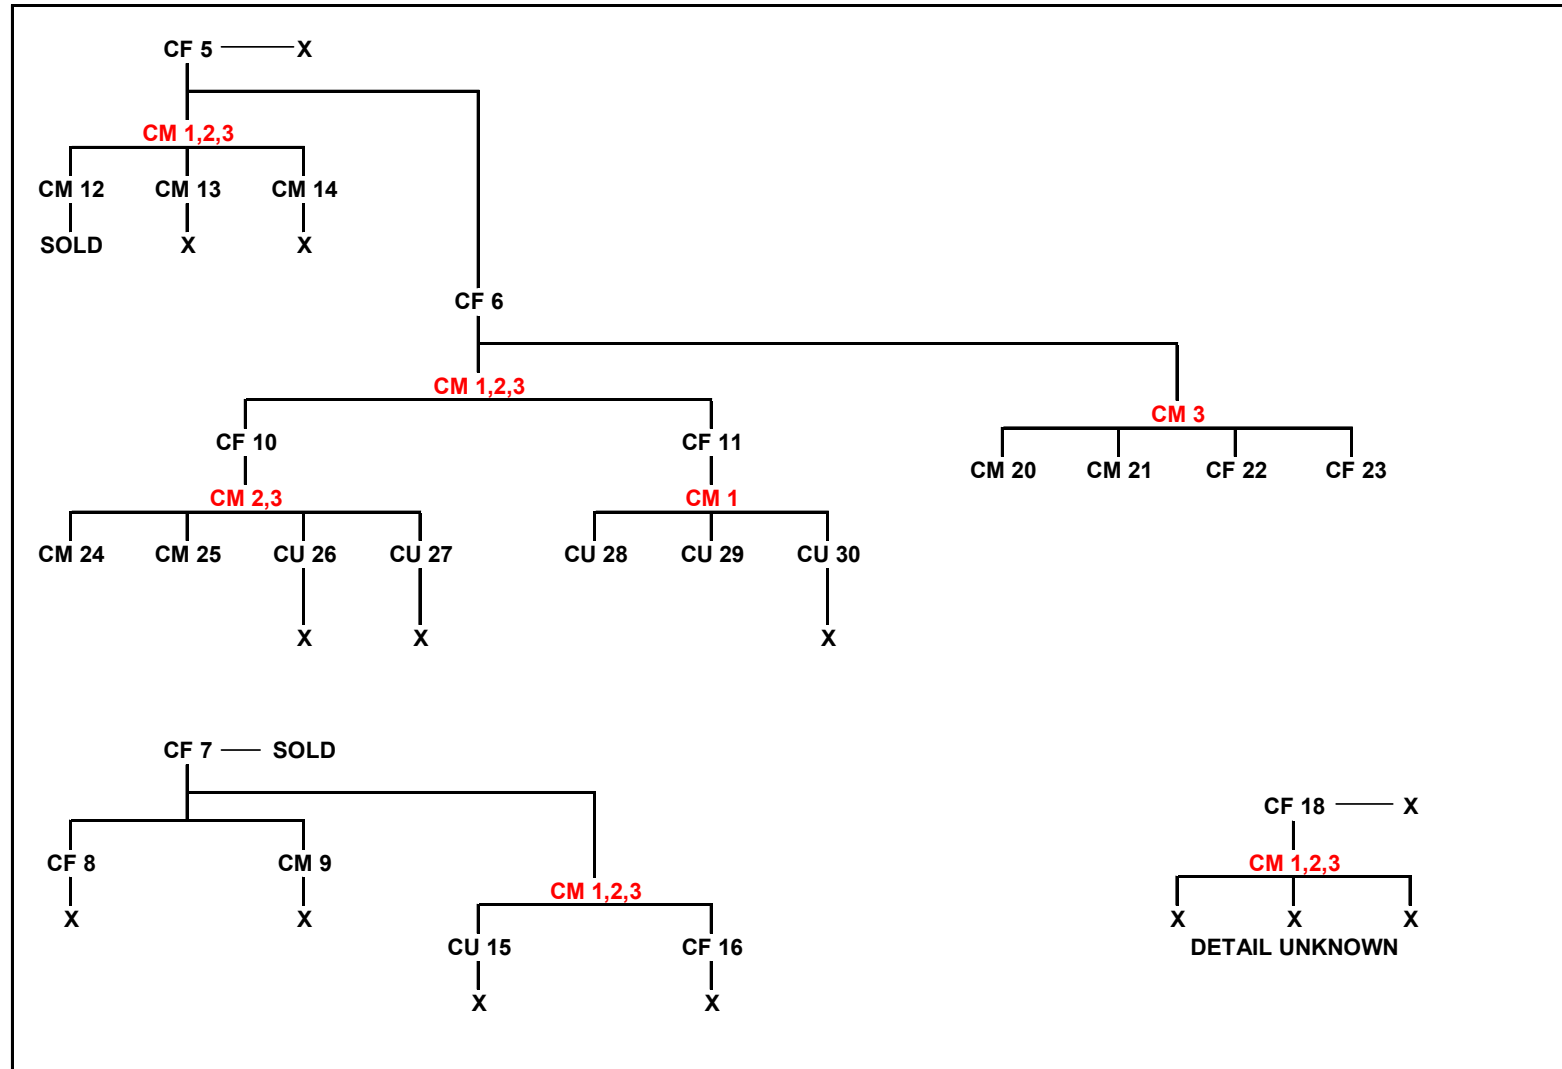 CF 5 X
CM 1,2,3
CM 12 CM 13 CM 14
SOLD X X
CF 6
CM 1,2,3
CM 3
CF 10 CF 11
CM 20 CM 21 CF 22 CF 23
CM 2,3 CM 1
CM 24 CM 25 CU 26 CU 27 CU 28 CU 29 CU 30
X X X
CF 7 SOLD
CF 18 X
CF 8 CM 9 CM 1,2,3
CM 1,2,3
X X X X X
CU 15 CF 16 DETAIL UNKNOWN
X X